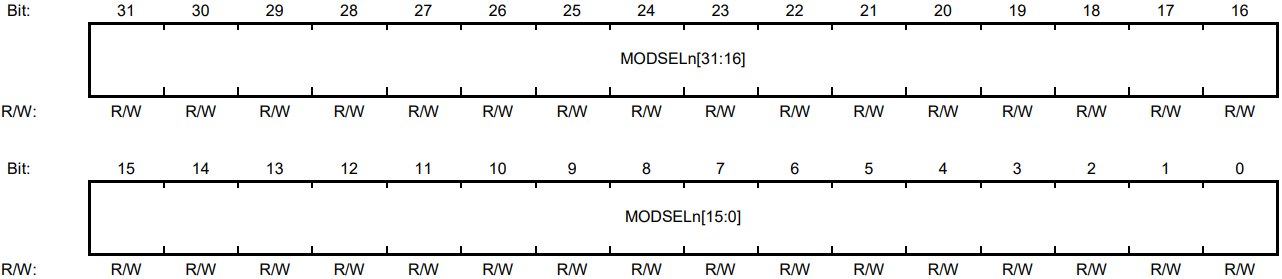 Bit: 31 30 29 28 27 26 25 24 23 22 21 20 19 18 17 16
MODSELn[31:16]
R/W: R/W R/W R/W R/W R/W R/W R/W R/W R/W R/W R/W R/W R/W R/W R/W R/W
Bit: 15 14 13 12 11 10 9 8 7 6 5 4 3 2 1 0
MODSELn[15:0]
R/W: R/W R/W R/W R/W R/W R/W R/W R/W R/W R/W R/W R/W R/W R/W R/W R/W